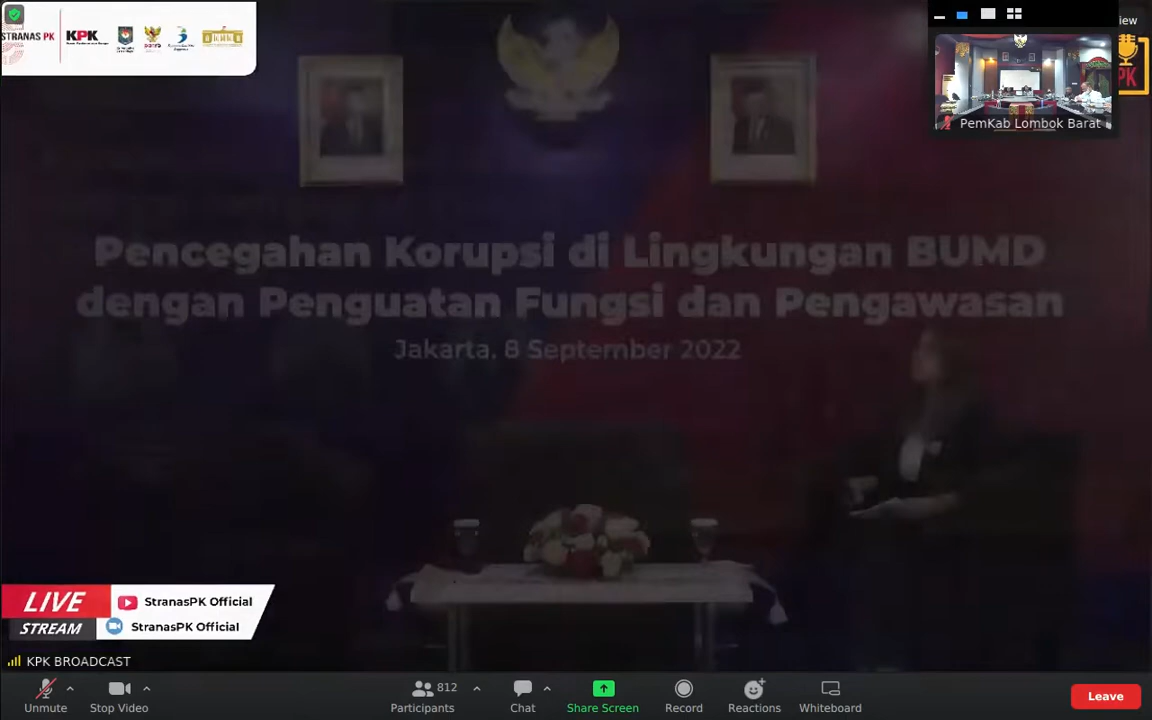 STRANAS PK
KPK
iew
PK
PemKab Lombok Barat
Pencegahan Korupsi di Lingkungan BUMD
dengan Penguatan Fungsi dan Pengawasan
Jakarta, 8 September 2022
LIVE
STREAM
StranasPK Official
StranasPK Official
KPK BROADCAST
Unmute
Stop Video
812
Participants
Chat
Share Screen
Record
Reactions
Whiteboard
Leave